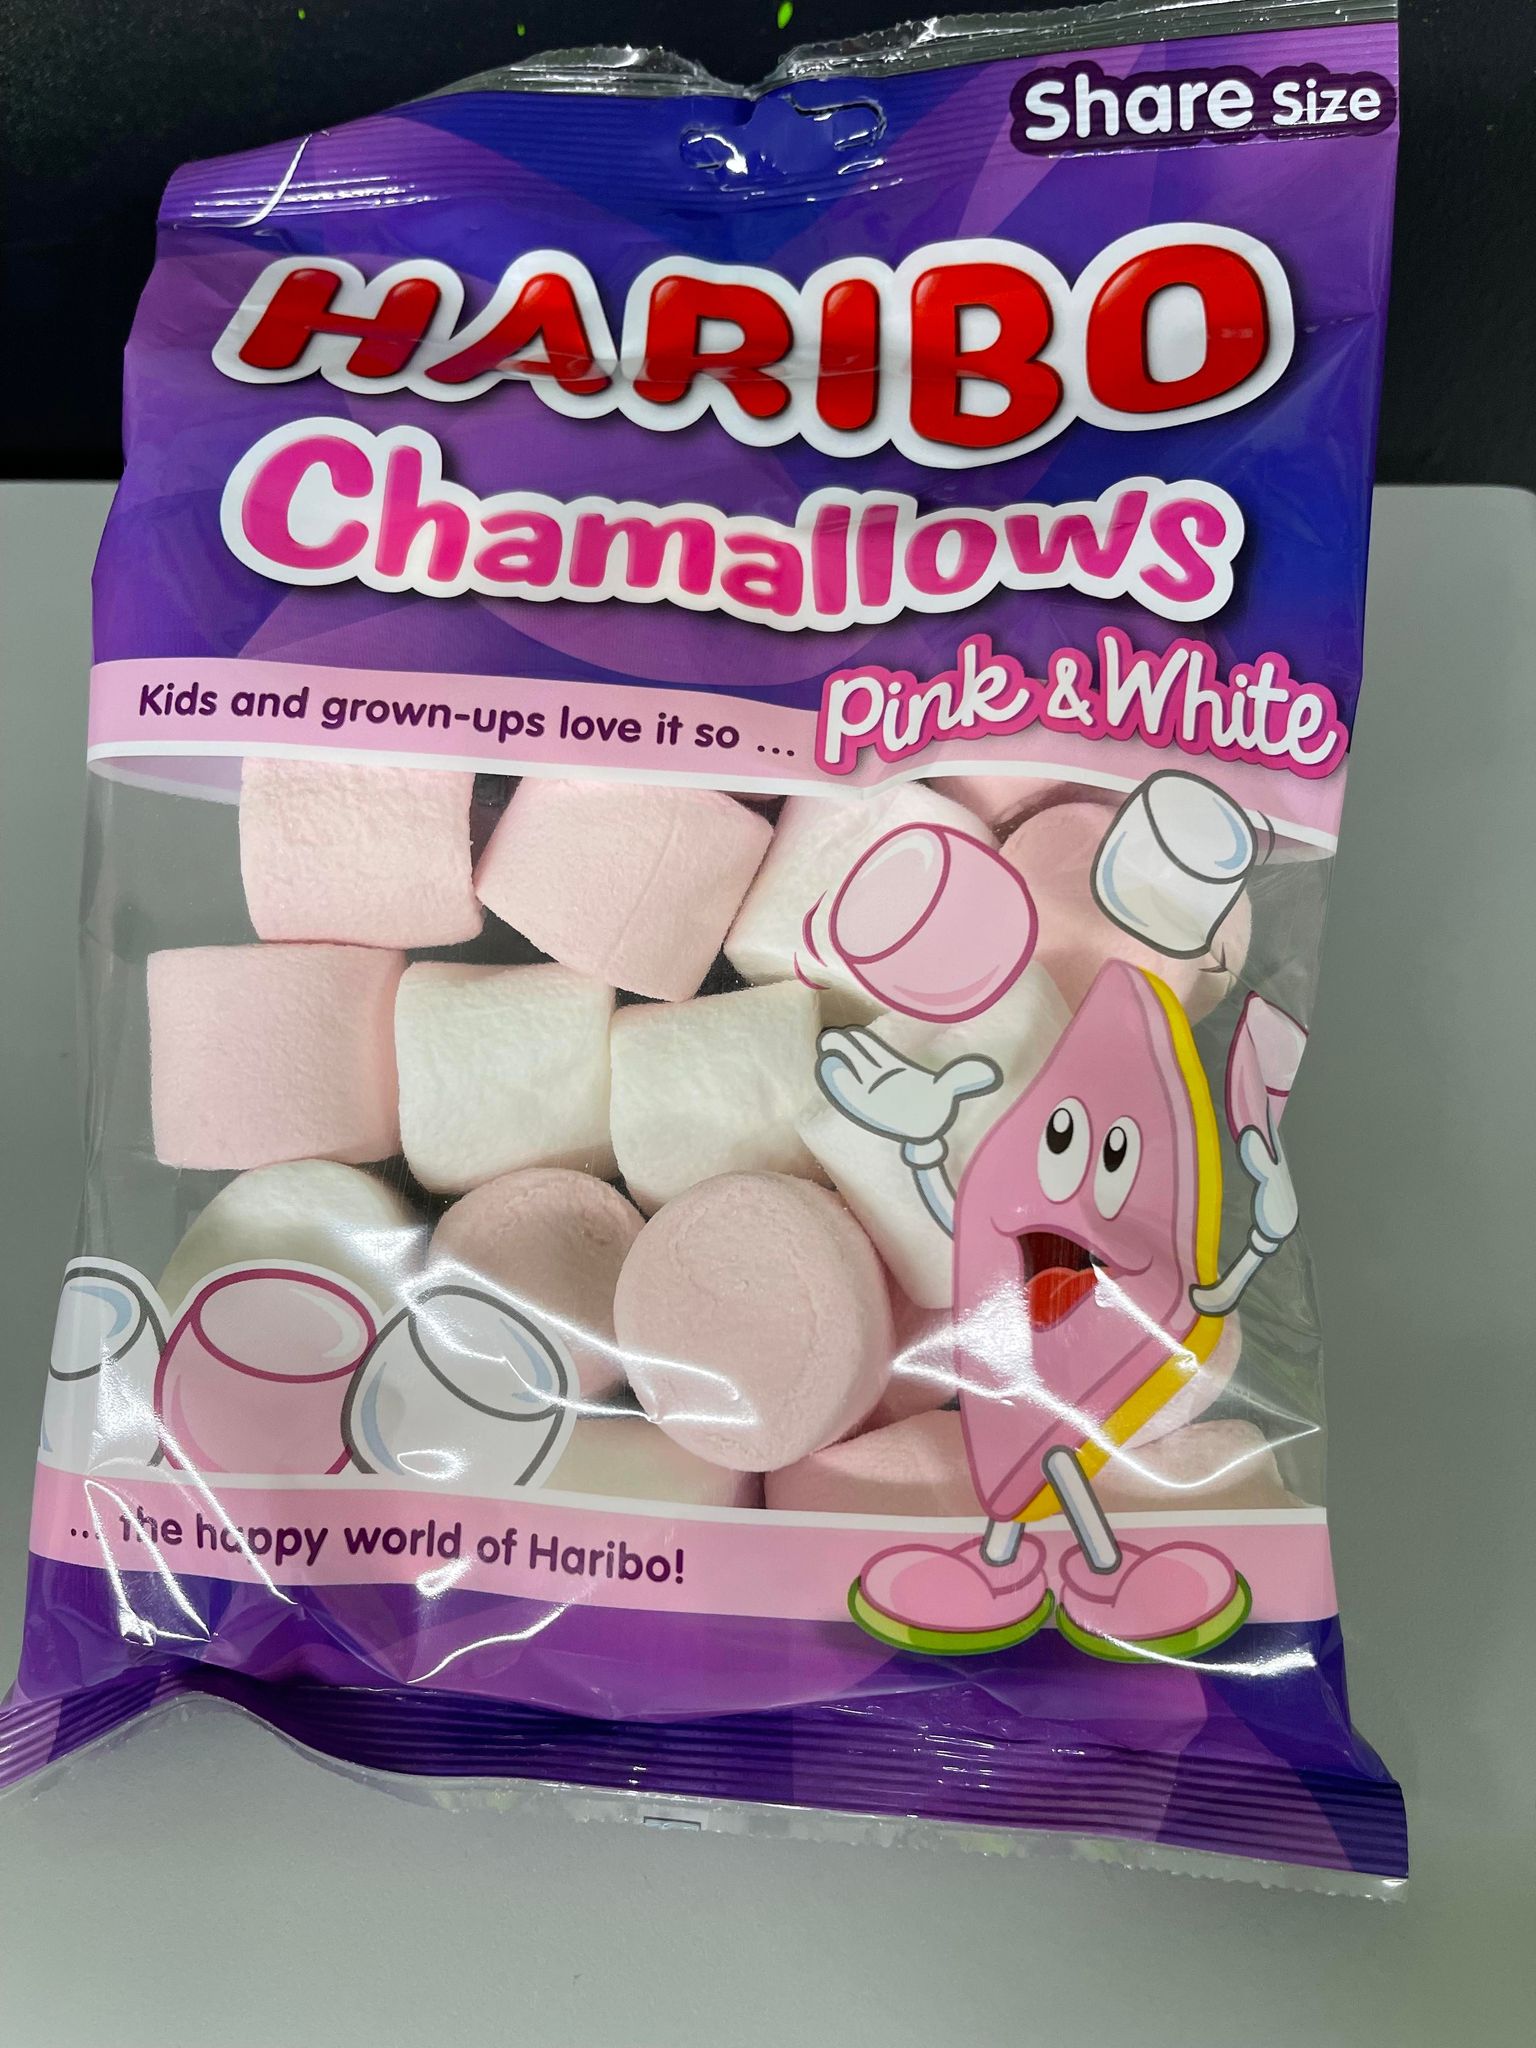 Share Size
HARIBO
Chamallows
Pink & White
Kids and grown-ups love it so ...
... the happy world of Haribo!